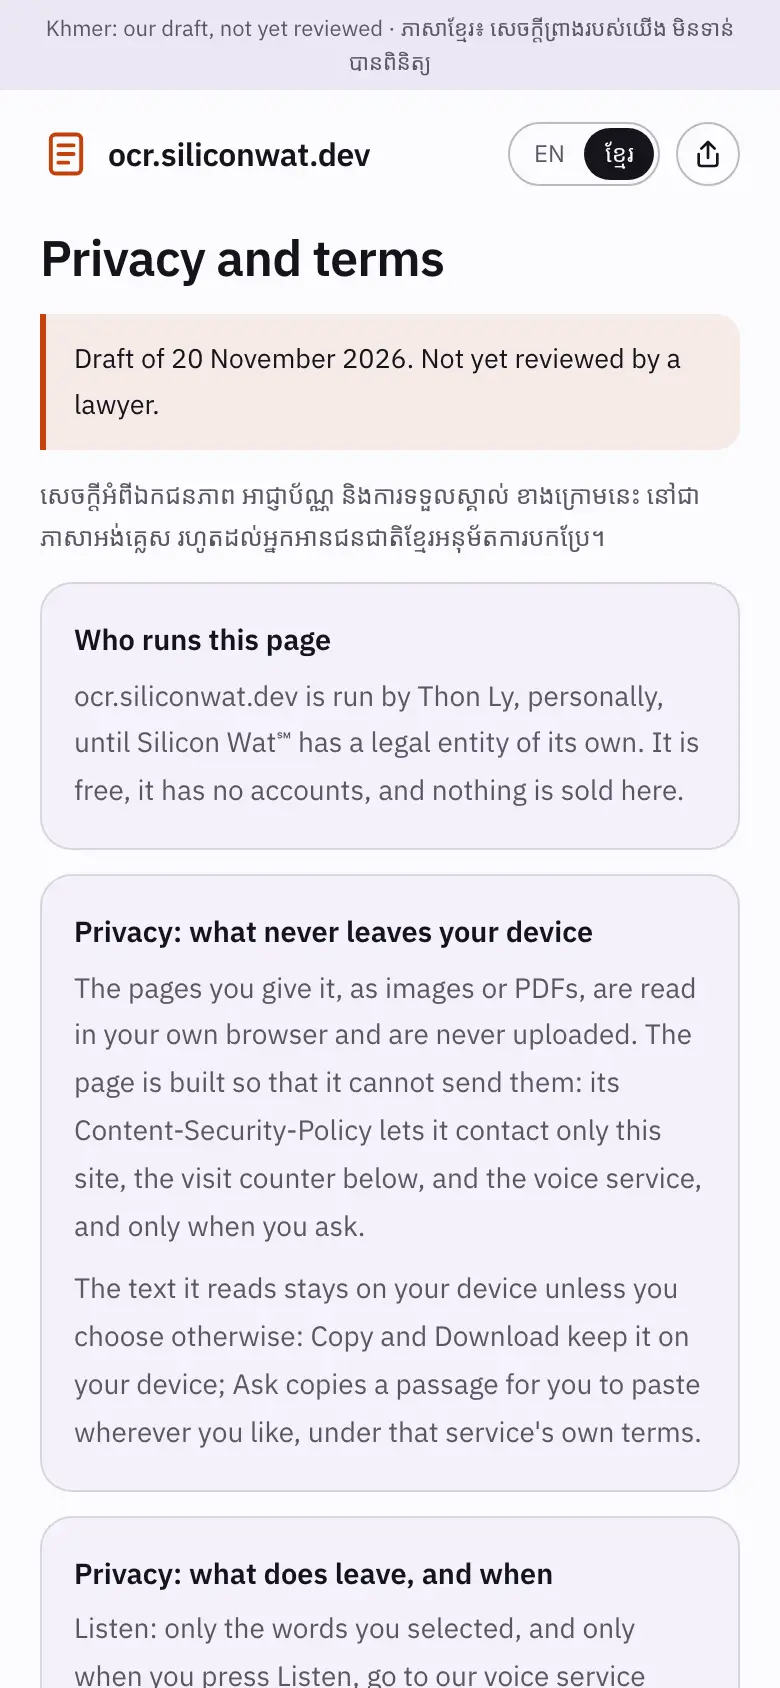 Khmer: our draft, not yet reviewed · ភាសាខ្មែរ៖ សេចក្ដីព្រាងរបស់យើង មិនទាន់
បានពិនិត្យ
ocr.siliconwat.dev
EN
ខ្មែរ
Privacy and terms
Draft of 20 November 2026. Not yet reviewed by a
lawyer.
សេចក្ដីអំពីឯកជនភាព អាជ្ញាប័ណ្ណ និងការទទួលស្គាល់ ខាងក្រោមនេះ នៅជា
ភាសាអង់គ្លេស រហូតដល់អ្នកអានជនជាតិខ្មែរអនុម័តការបកប្រែ។
Who runs this page
ocr.siliconwat.dev is run by Thon Ly, personally,
until Silicon Wat℠ has a legal entity of its own. It is
free, it has no accounts, and nothing is sold here.
Privacy: what never leaves your device
The pages you give it, as images or PDFs, are read
in your own browser and are never uploaded. The
page is built so that it cannot send them: its
Content-Security-Policy lets it contact only this
site, the visit counter below, and the voice service,
and only when you ask.
The text it reads stays on your device unless you
choose otherwise: Copy and Download keep it on
your device; Ask copies a passage for you to paste
wherever you like, under that service's own terms.
Privacy: what does leave, and when
Listen: only the words you selected, and only
when you press Listen, go to our voice service